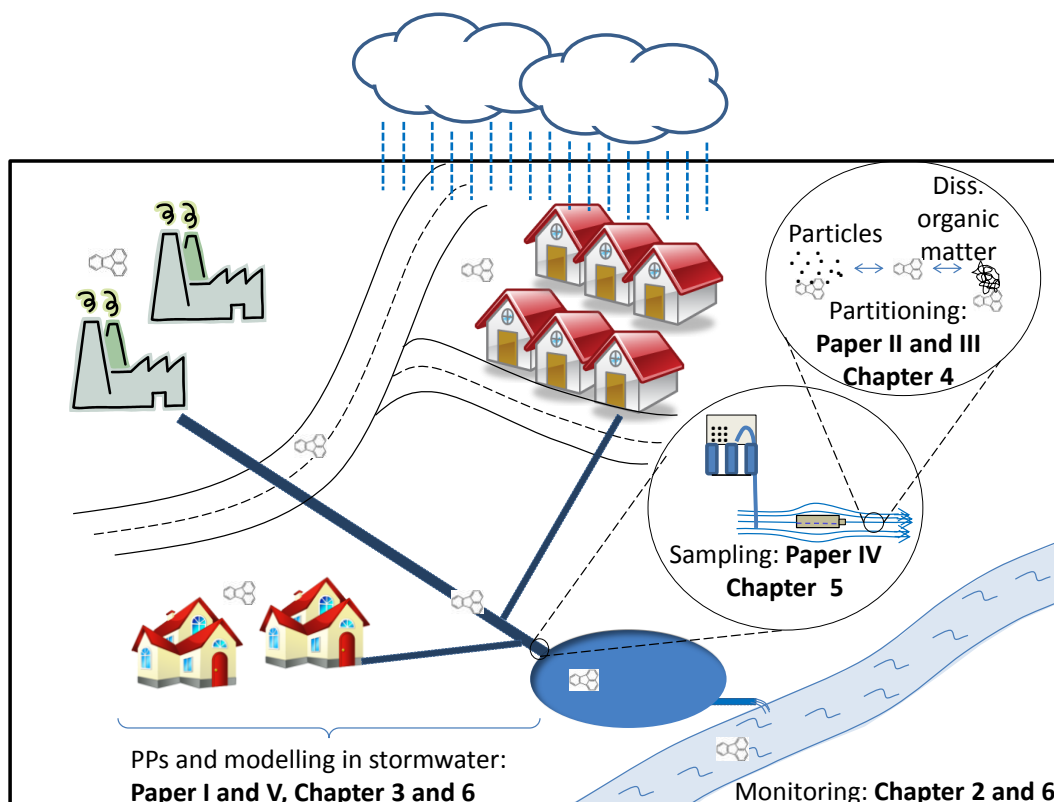 Diss.
organic
matter
Particles
Partitioning:
Paper II and III
Chapter 4
Sampling: Paper IV
Chapter 5
PPs and modelling in stormwater:
Paper I and V, Chapter 3 and 6
Monitoring: Chapter 2 and 6